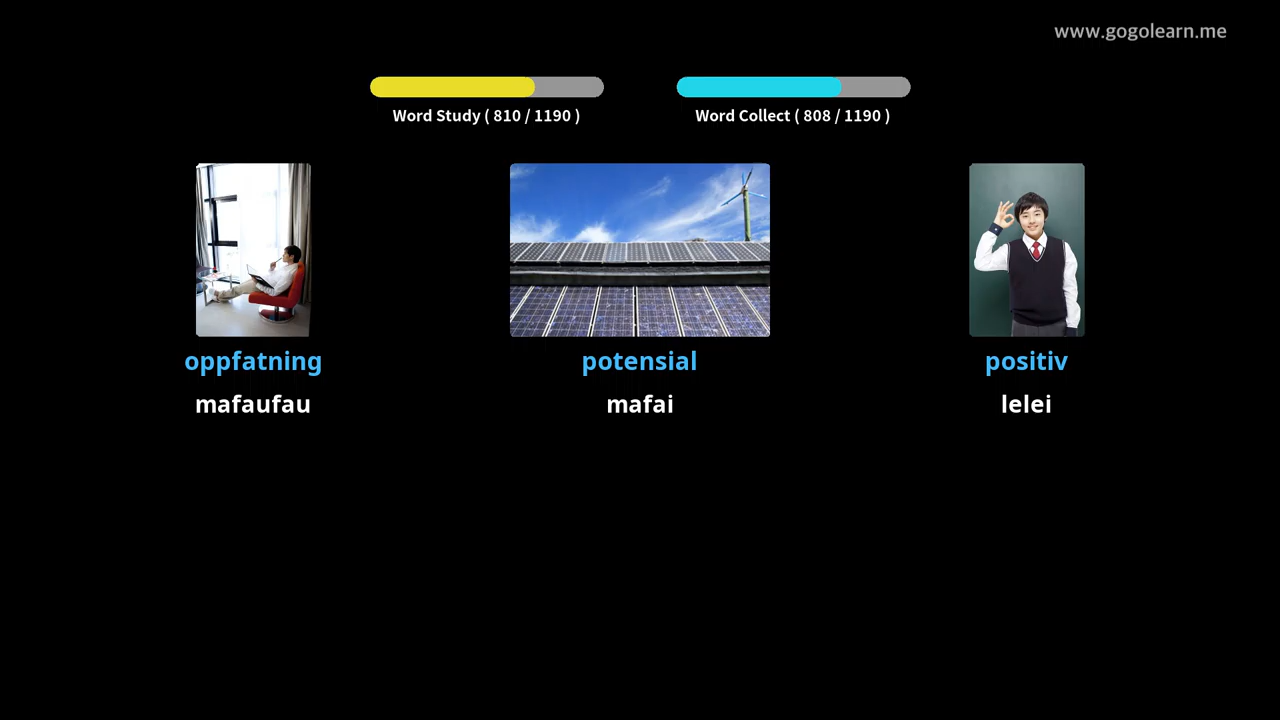 www.gogolearn.me
Word Study ( 810 / 1190 )
Word Collect ( 808 / 1190 )
oppfatning
potensial
positiv
mafaufau
mafai
lelei